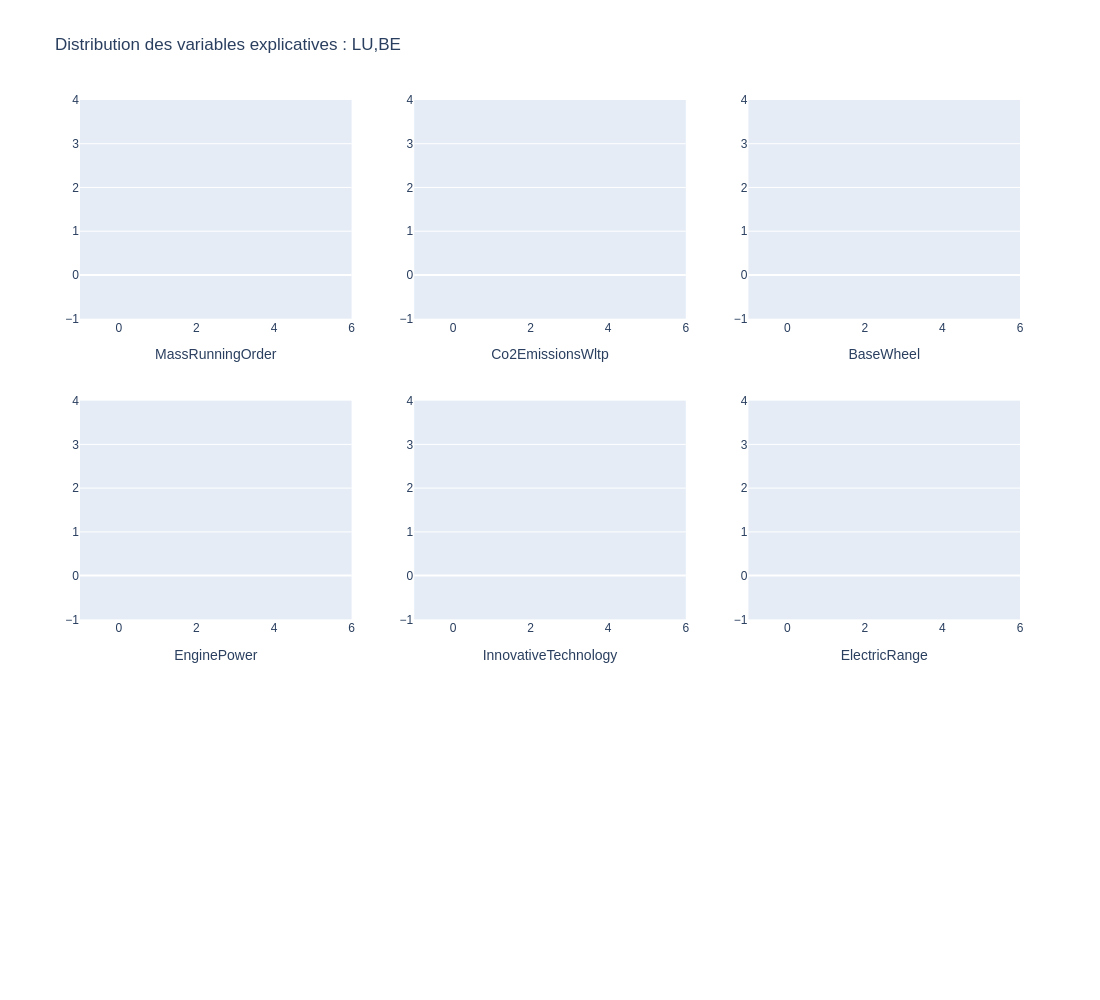 Distribution des variables explicatives : LU,BE
4 4 4
3 3 3
2 2 2
1 1 1
0 0 0
−1 −1 −1
0 2 4 6 0 2 4 6 0 2 4 6
MassRunningOrder Co2EmissionsWltp BaseWheel
4 4 4
3 3 3
2 2 2
1 1 1
0 0 0
−1 −1 −1
0 2 4 6 0 2 4 6 0 2 4 6
EnginePower InnovativeTechnology ElectricRange